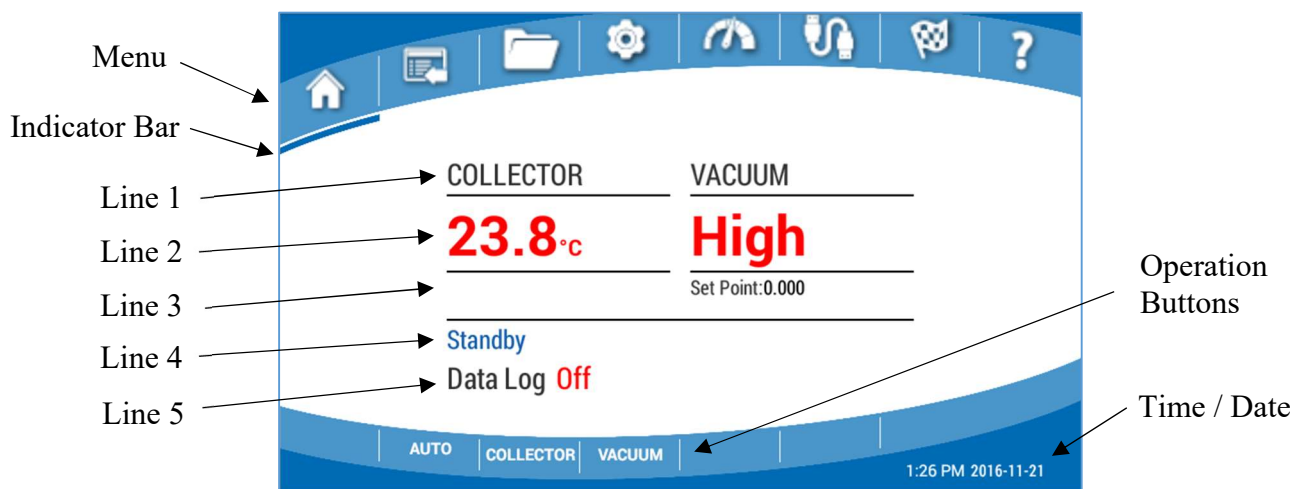 Menu
Indicator Bar
?
Line 1
COLLECTOR VACUUM
Line 2
23.8°C High
Line 3
Set Point:0.000
Operation
Buttons
Line 4
Standby
Line 5
Data Log Off
Time / Date
AUTO COLLECTOR VACUUM
1:26 PM 2016-11-21